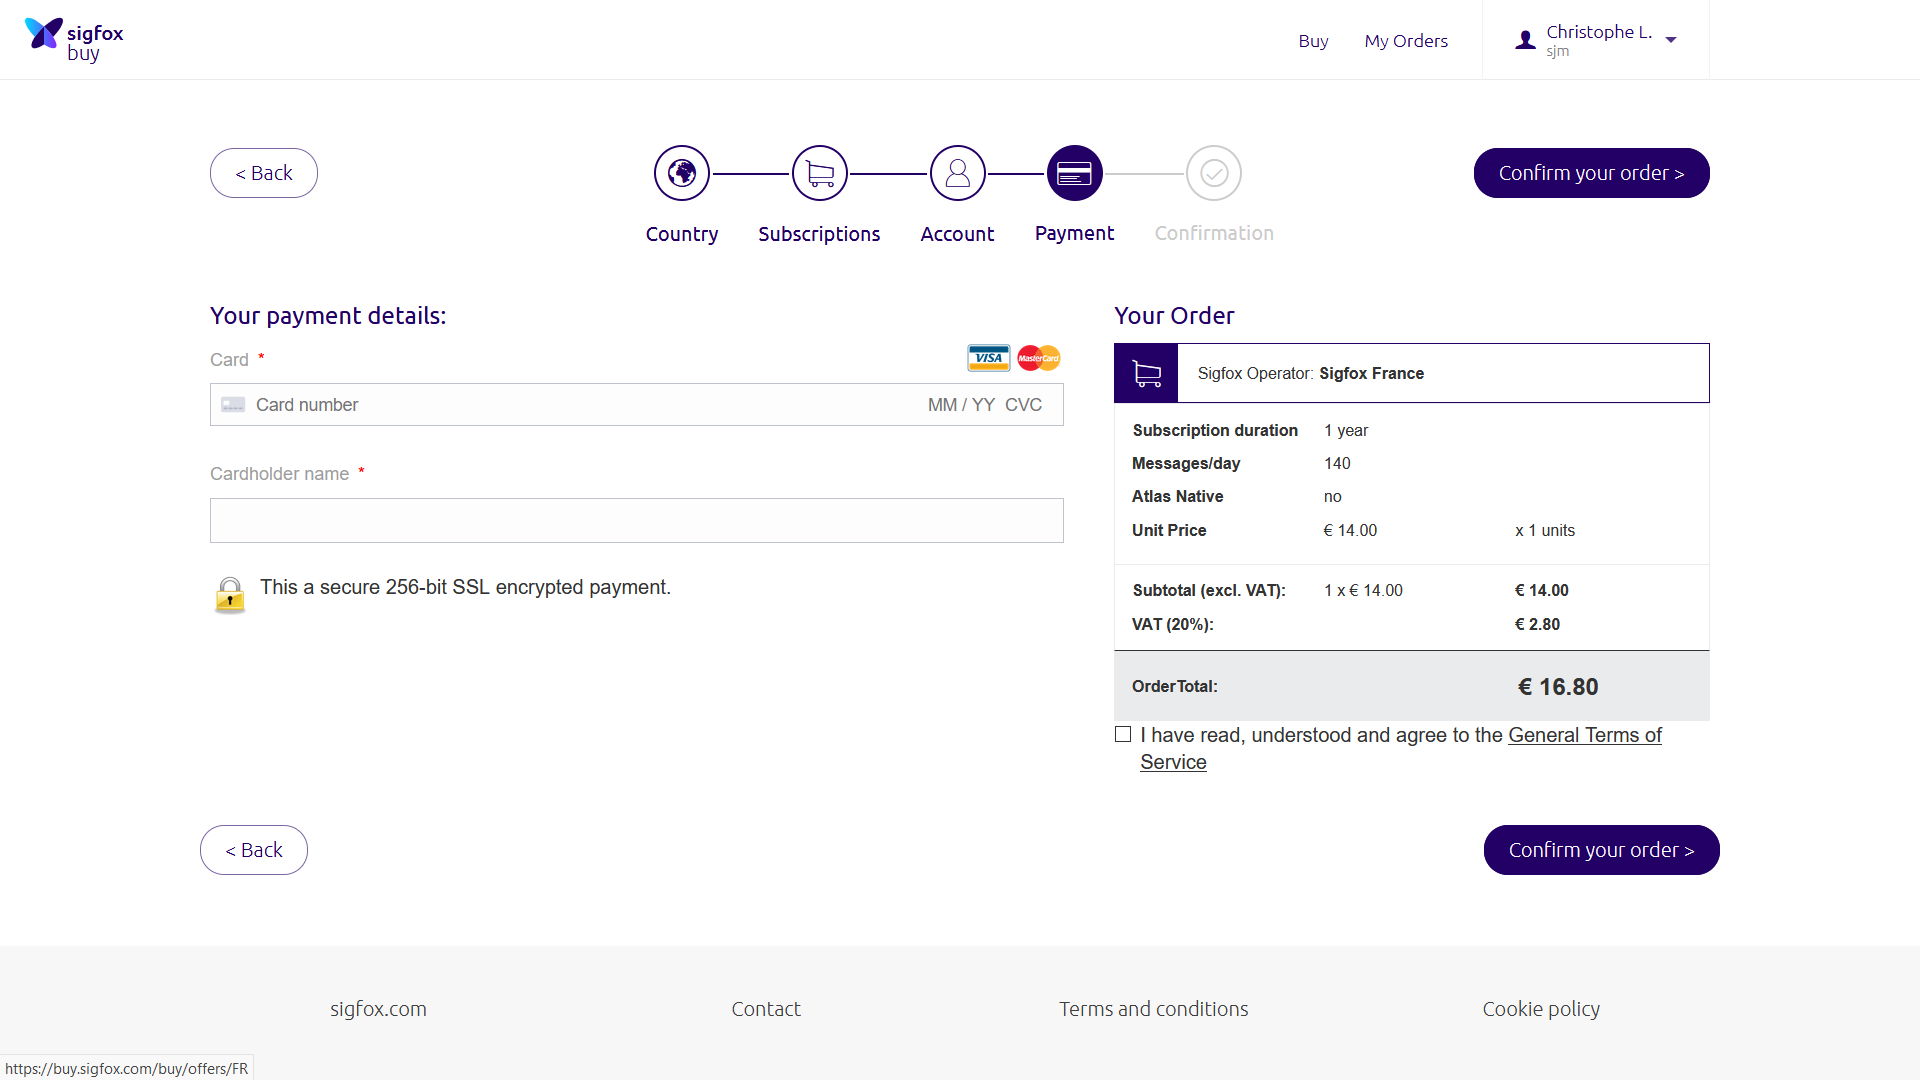 sigfox
buy
Buy
My Orders
Christophe L.
sjm
< Back
Confirm your order >
Country
Subscriptions
Account
Payment
Confirmation
Your payment details:
Card *
VISA
MasterCard
Card number
MM / YY CVC
Cardholder name *
This a secure 256-bit SSL encrypted payment.
Your Order
Sigfox Operator: Sigfox France
Subscription duration 1 year
Messages/day 140
Atlas Native no
Unit Price € 14.00 x 1 units
Subtotal (excl. VAT): 1 x € 14.00 € 14.00
VAT (20%): € 2.80
OrderTotal: € 16.80
I have read, understood and agree to the General Terms of
Service
< Back
Confirm your order >
sigfox.com
Contact
Terms and conditions
Cookie policy
https://buy.sigfox.com/buy/offers/FR